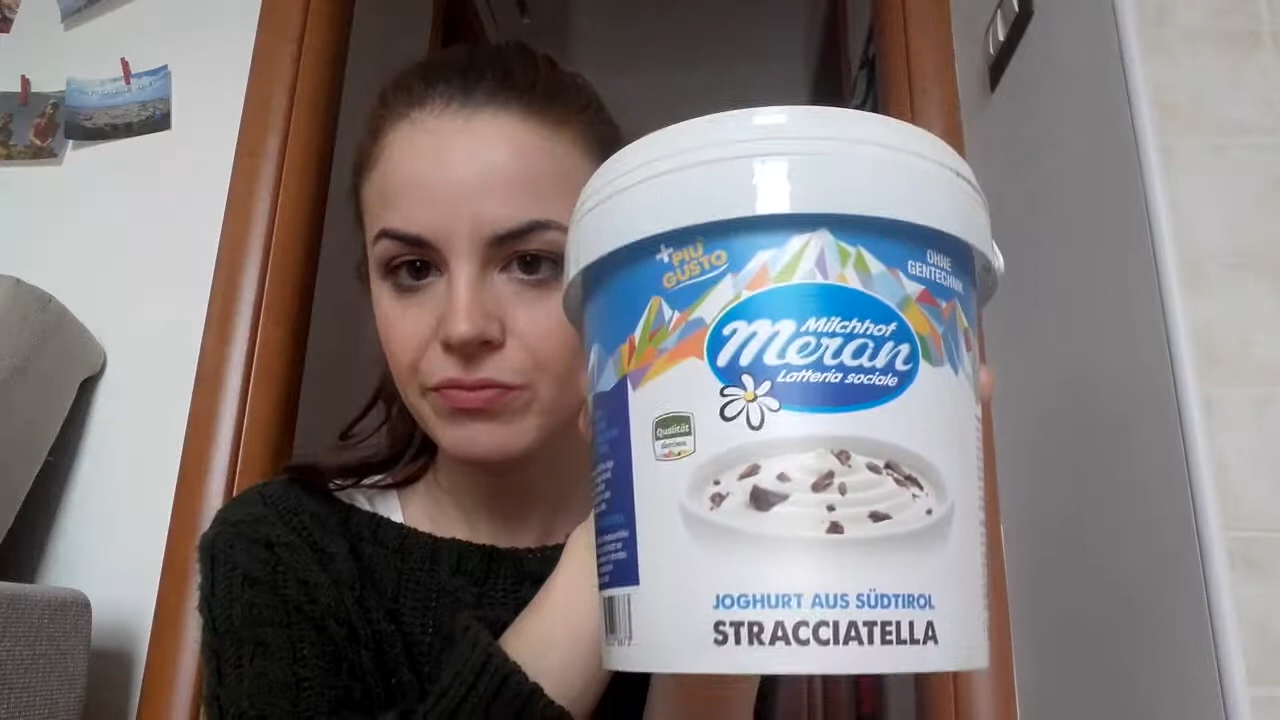 +PIÙ
GUSTO
OHNE
GENTECHNIK
Milchhof
Meran
Latteria sociale
Qualität
JOGHURT AUS SÜDTIROL
STRACCIATELLA